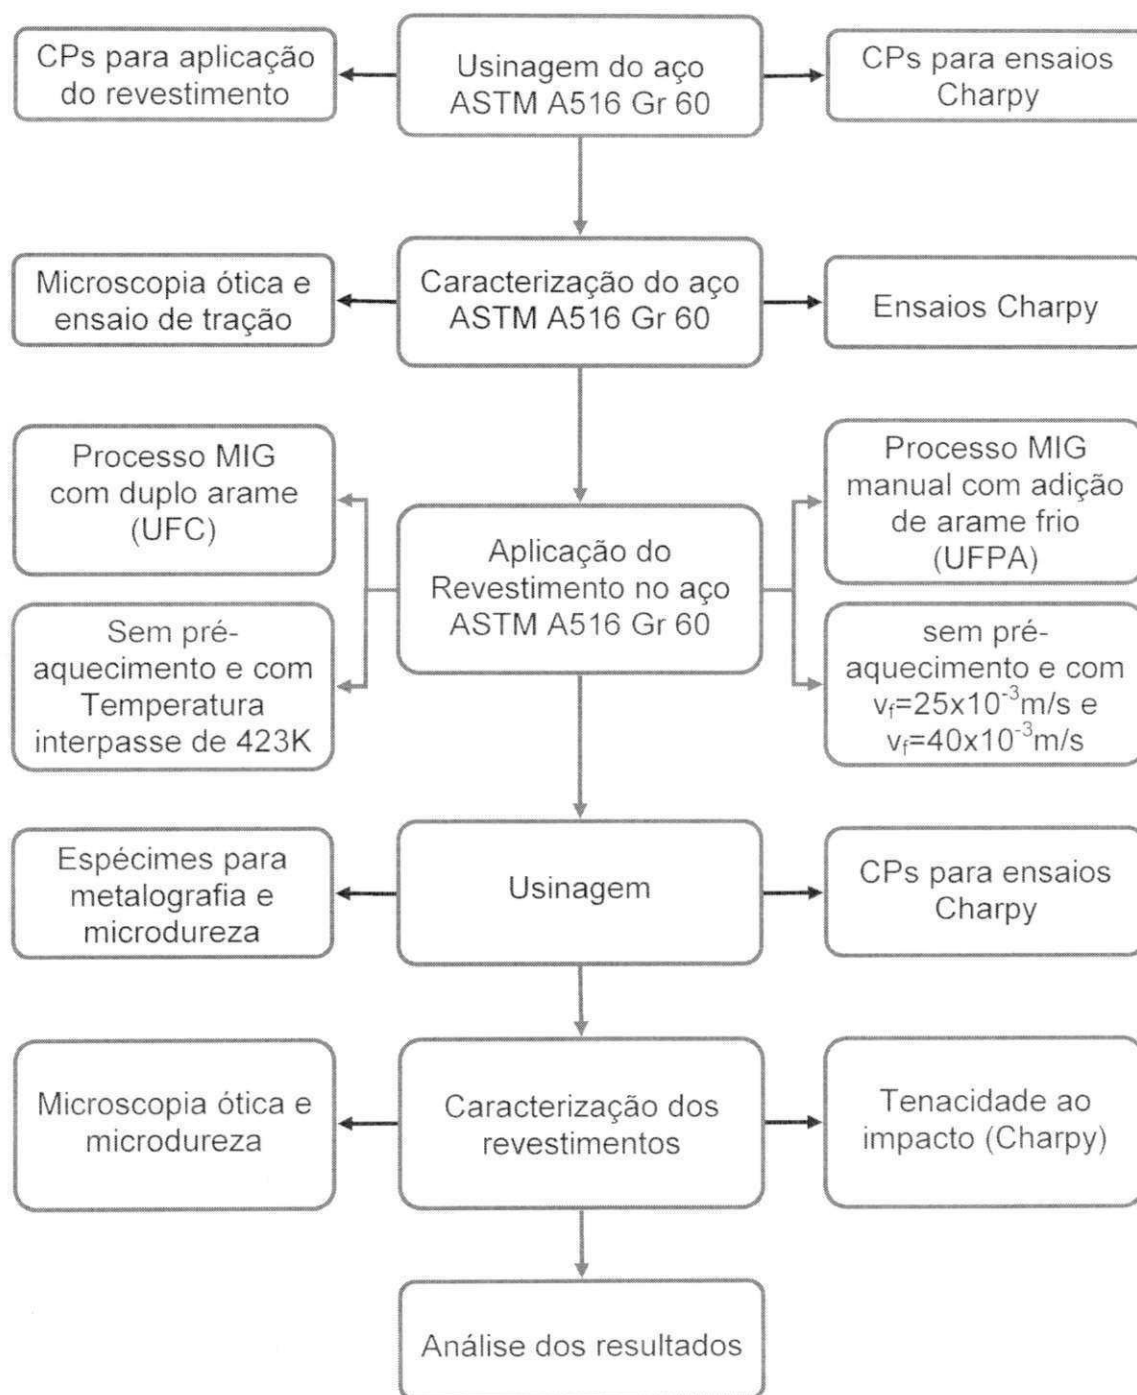 CPs para aplicação
do revestimento
Usinagem do aço
ASTM A516 Gr 60
CPs para ensaios
Charpy
Microscopia ótica e
ensaio de tração
Caracterização do aço
ASTM A516 Gr 60
Ensaios Charpy
Processo MIG
com duplo arame
(UFC)
Processo MIG
manual com adição
de arame frio
(UFPA)
Aplicação do
Revestimento no aço
ASTM A516 Gr 60
Sem pré-
aquecimento e com
Temperatura
interpasse de 423K
sem pré-
aquecimento e com
v_f=25x10⁻³m/s e
v_f=40x10⁻³m/s
Espécimes para
metalografia e
microdureza
Usinagem
CPs para ensaios
Charpy
Microscopia ótica e
microdureza
Caracterização dos
revestimentos
Tenacidade ao
impacto (Charpy)
Análise dos resultados